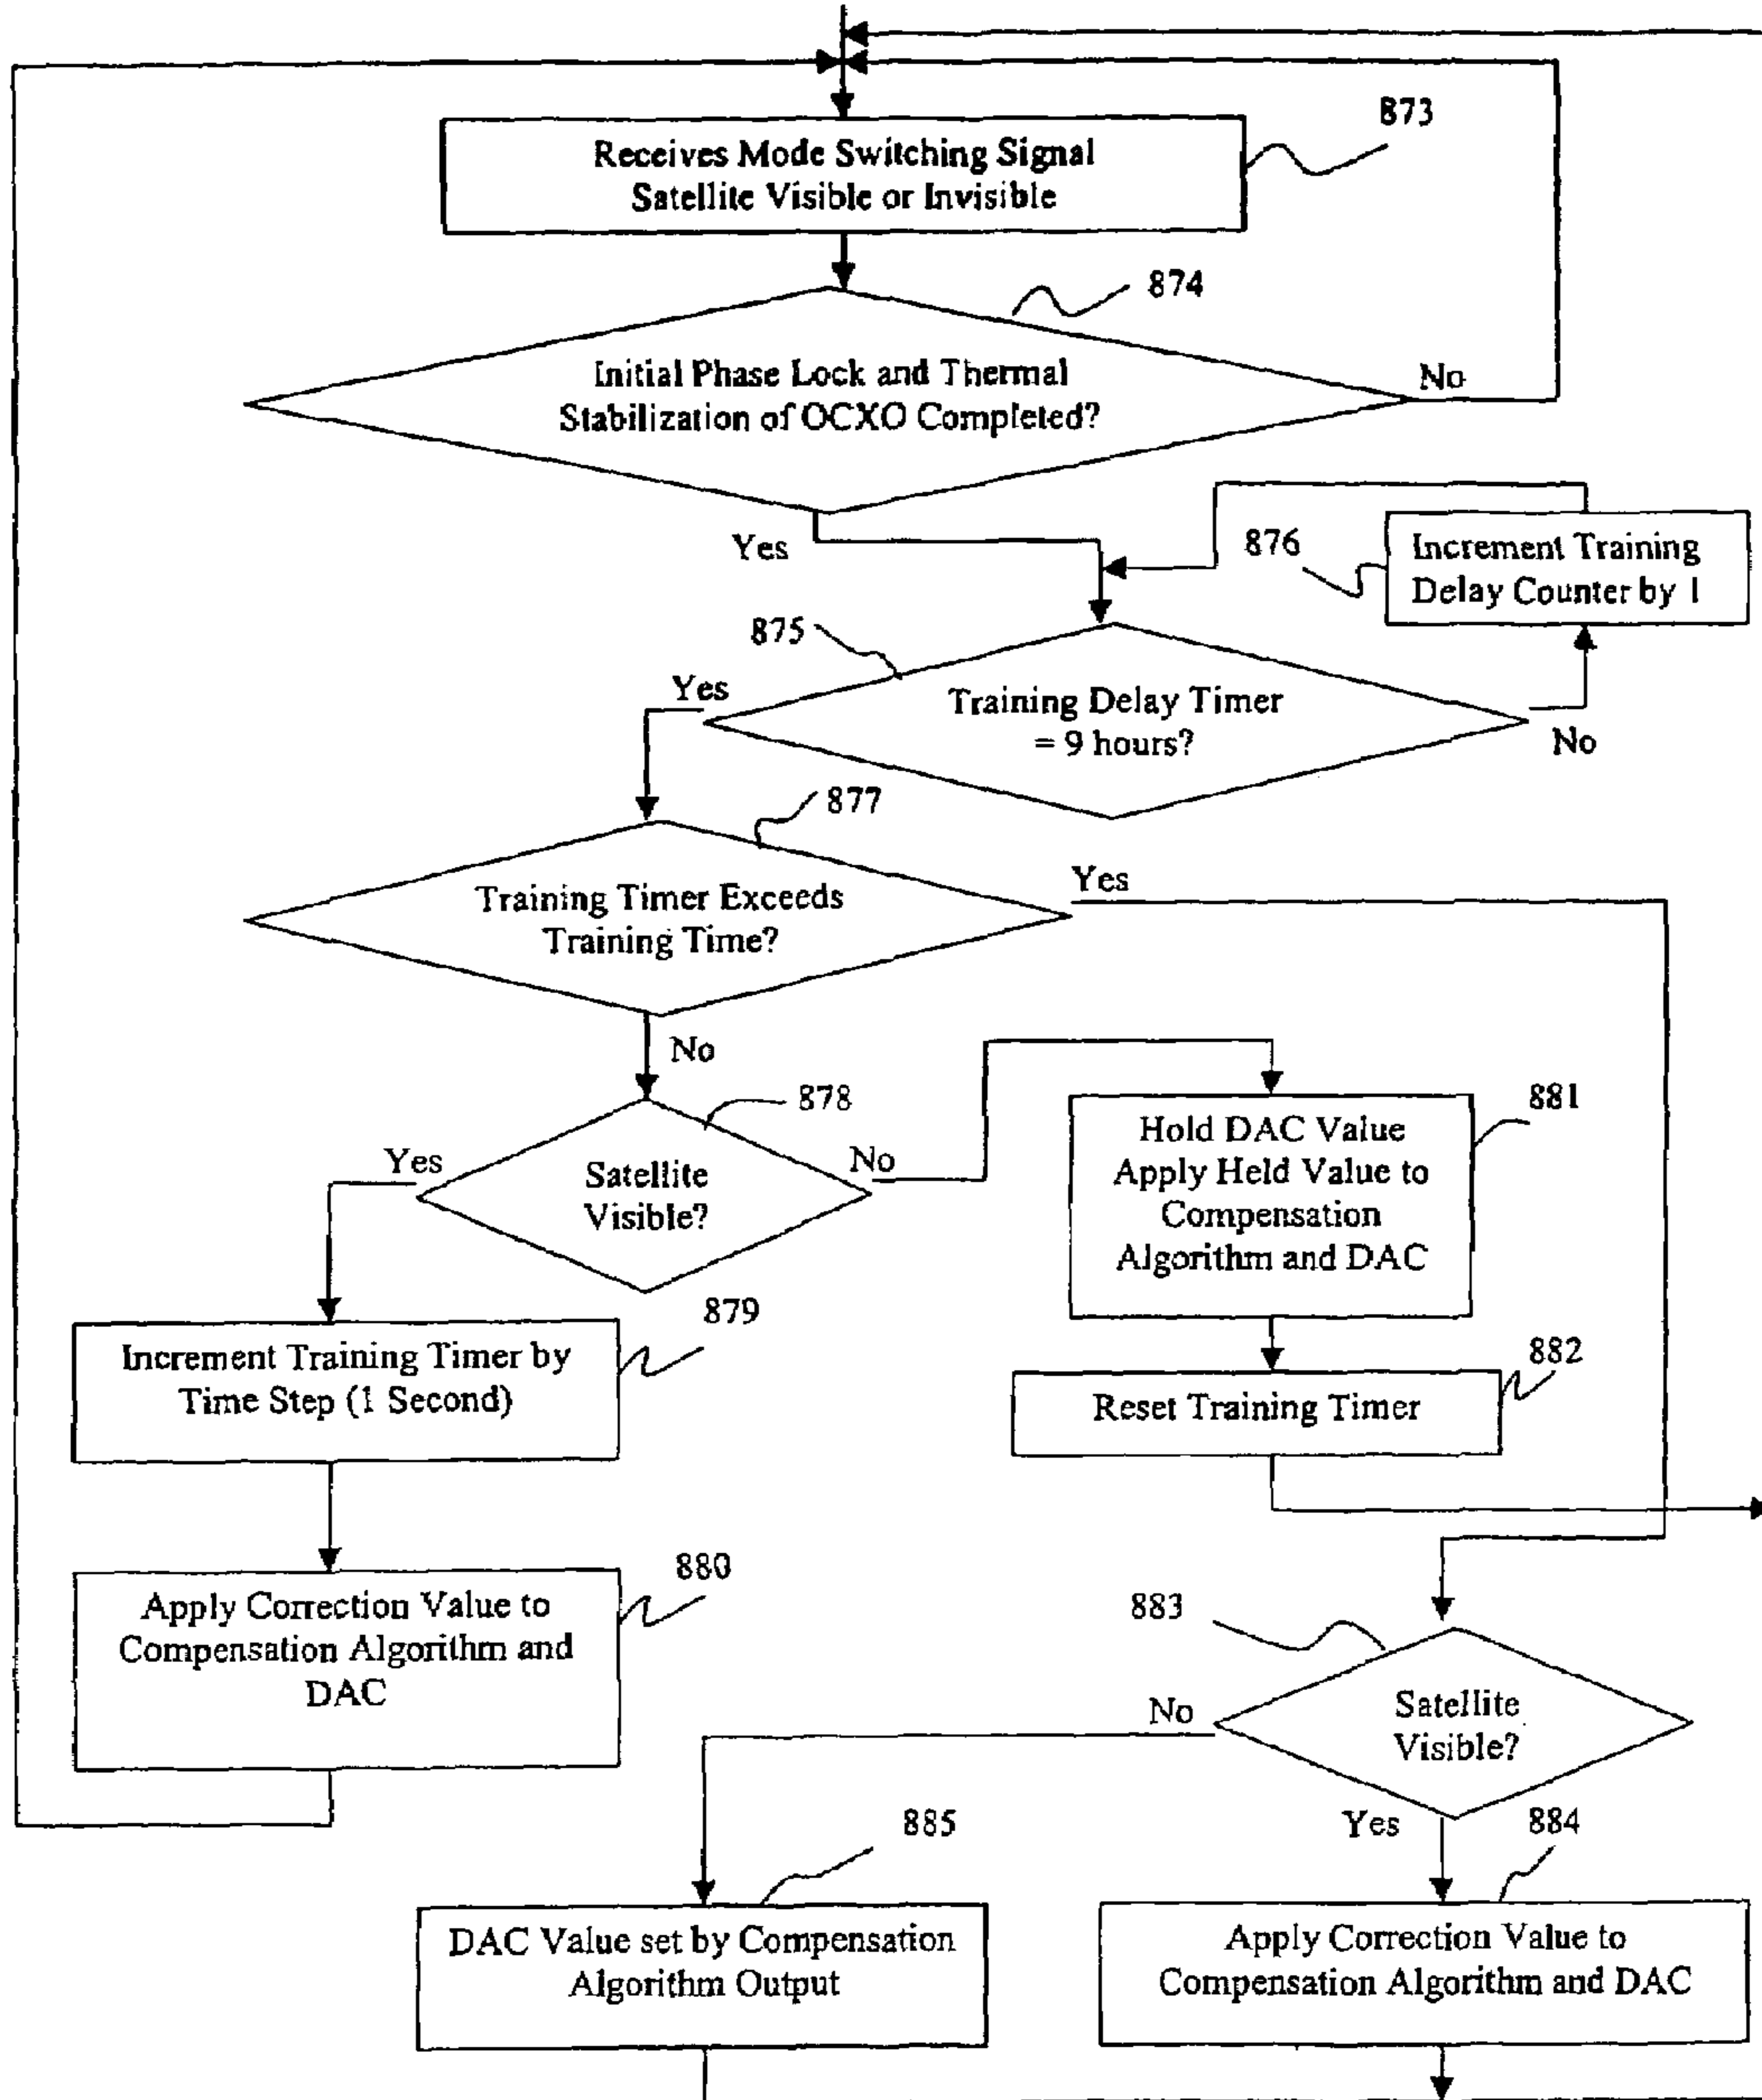 873
Receives Mode Switching Signal
Satellite Visible or Invisible
874
Initial Phase Lock and Thermal
Stabilization of OCXO Completed?
No
Yes
876
Increment Training
Delay Counter by 1
875
Yes
Training Delay Timer
= 9 hours?
No
877
Training Timer Exceeds
Training Time?
Yes
No
878
Yes
Satellite
Visible?
No
881
Hold DAC Value
Apply Held Value to
Compensation
Algorithm and DAC
879
Increment Training Timer by
Time Step (1 Second)
882
Reset Training Timer
880
Apply Correction Value to
Compensation Algorithm and
DAC
883
Satellite
Visible?
No
Yes
885
884
DAC Value set by Compensation
Algorithm Output
Apply Correction Value to
Compensation Algorithm and DAC